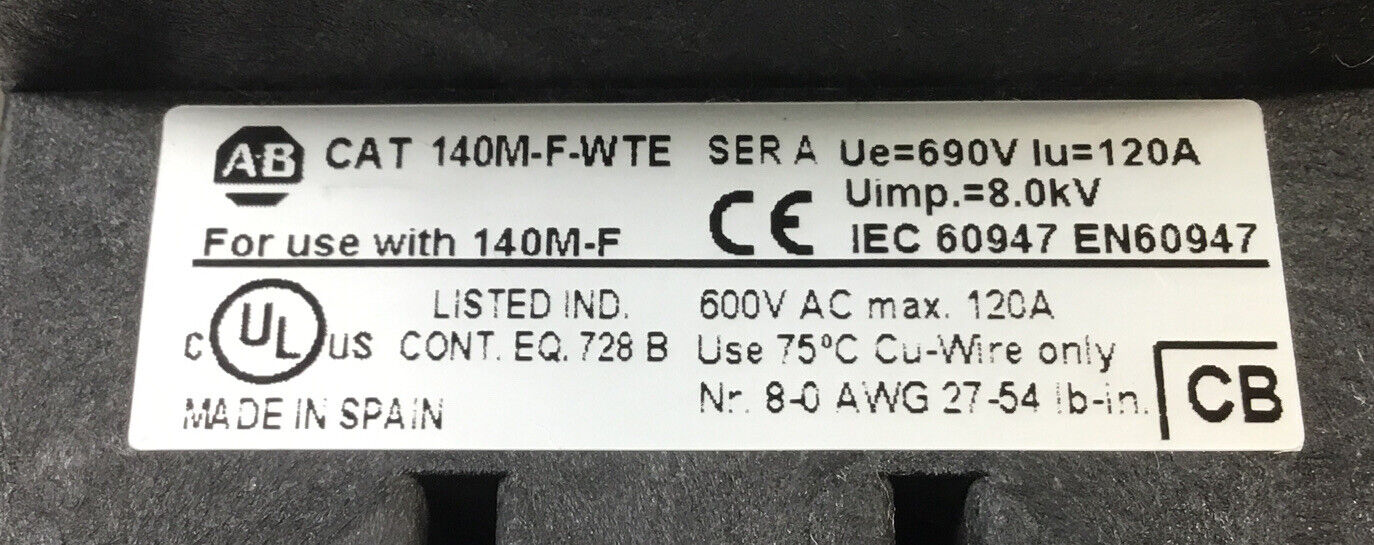 AB CAT 140M-F-WTE SER A Ue=690V Iu=120A
Uimp.=8.0kV
For use with 140M-F CE IEC 60947 EN60947
LISTED IND. 600V AC max. 120A
c UL us CONT. EQ. 728 B Use 75ºC Cu-Wire only
MADE IN SPAIN Nr. 8-0 AWG 27-54 lb-in. CB